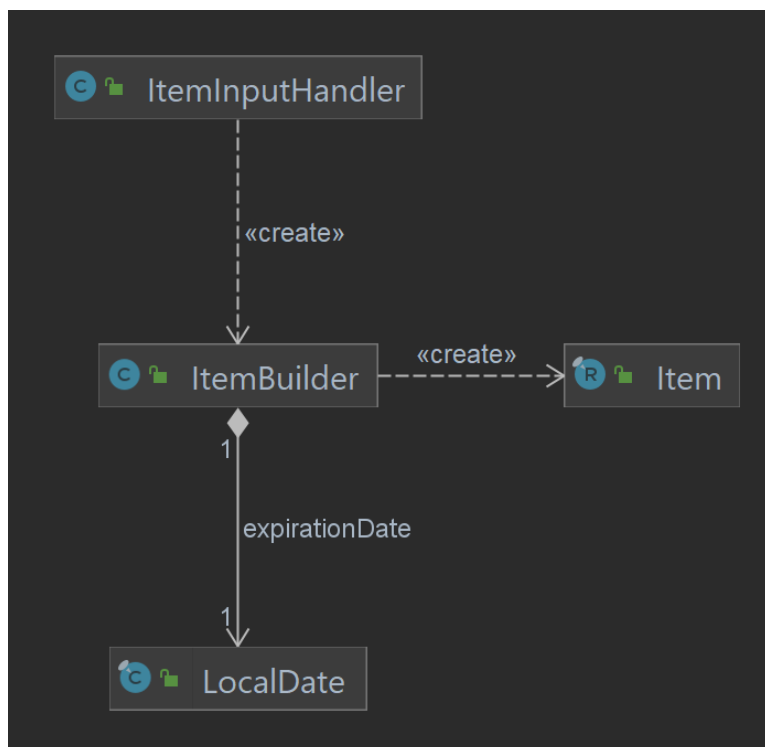 C ItemInputHandler
«create»
C ItemBuilder
«create»
R Item
1
expirationDate
1
C LocalDate